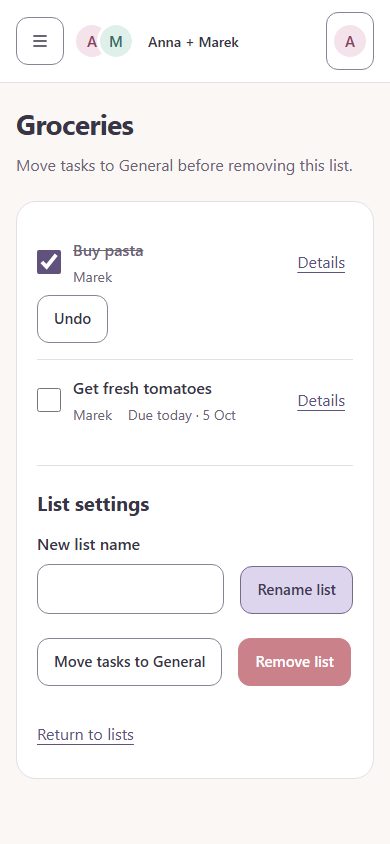 A M Anna + Marek A
Groceries
Move tasks to General before removing this list.
Buy pasta
Marek
Details
Undo
Get fresh tomatoes
Marek Due today · 5 Oct
Details
List settings
New list name
Rename list
Move tasks to General Remove list
Return to lists